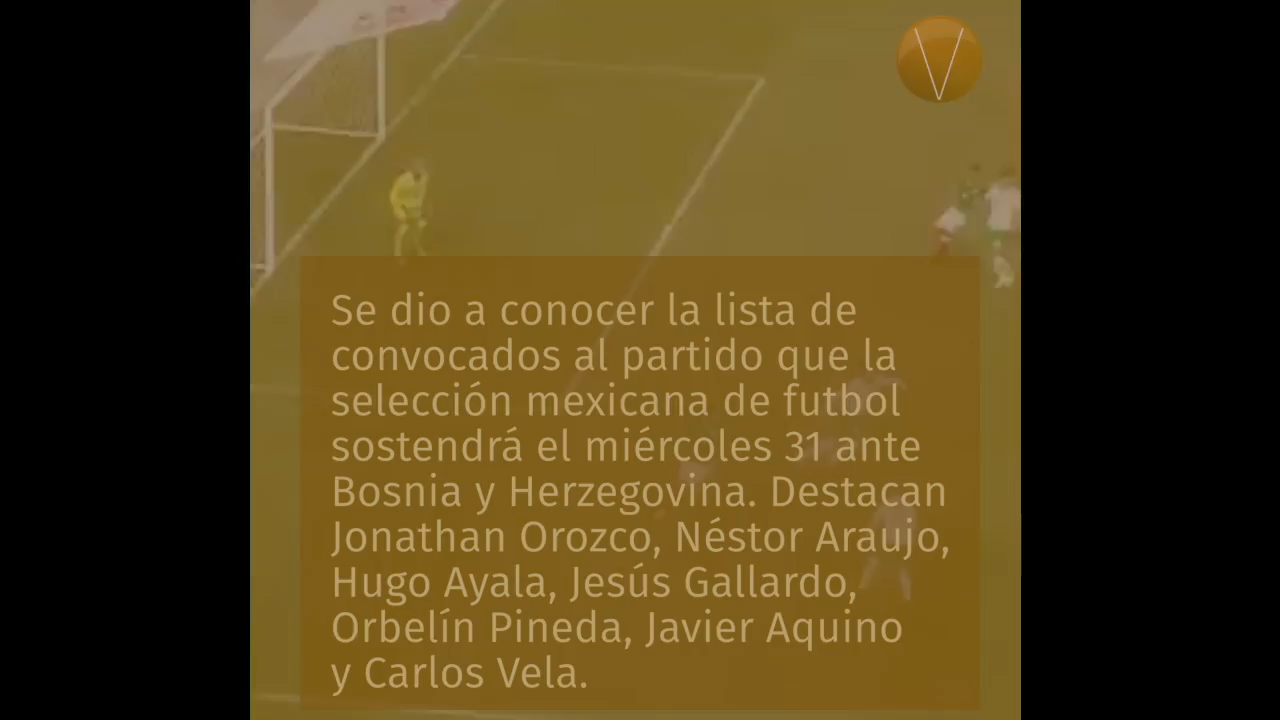 V
Se dio a conocer la lista de
convocados al partido que la
selección mexicana de futbol
sostendrá el miércoles 31 ante
Bosnia y Herzegovina. Destacan
Jonathan Orozco, Néstor Araujo,
Hugo Ayala, Jesús Gallardo,
Orbelín Pineda, Javier Aquino
y Carlos Vela.